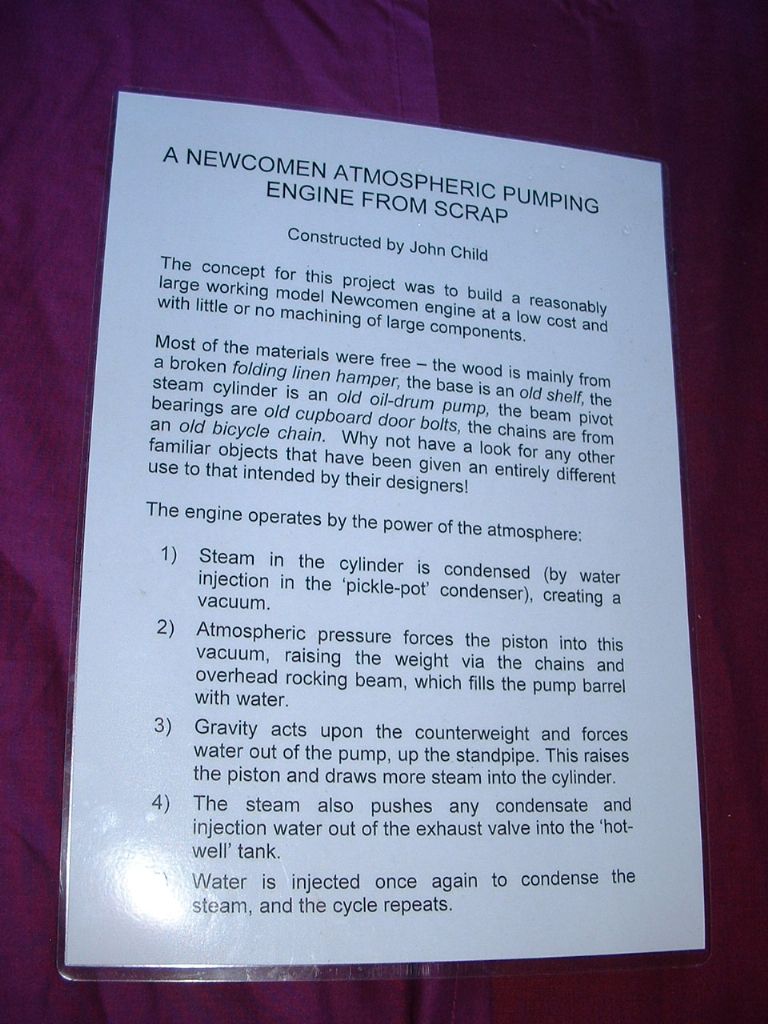 A NEWCOMEN ATMOSPHERIC PUMPING
ENGINE FROM SCRAP
Constructed by John Child
The concept for this project was to build a reasonably
large working model Newcomen engine at a low cost and
with little or no machining of large components.
Most of the materials were free – the wood is mainly from
a broken folding linen hamper, the base is an old shelf, the
steam cylinder is an old oil-drum pump, the beam pivot
bearings are old cupboard door bolts, the chains are from
an old bicycle chain. Why not have a look for any other
familiar objects that have been given an entirely different
use to that intended by their designers!
The engine operates by the power of the atmosphere:
1) Steam in the cylinder is condensed (by water
injection in the 'pickle-pot' condenser), creating a
vacuum.
2) Atmospheric pressure forces the piston into this
vacuum, raising the weight via the chains and
overhead rocking beam, which fills the pump barrel
with water.
3) Gravity acts upon the counterweight and forces
water out of the pump, up the standpipe. This raises
the piston and draws more steam into the cylinder.
4) The steam also pushes any condensate and
injection water out of the exhaust valve into the 'hot-
well' tank.
) Water is injected once again to condense the
steam, and the cycle repeats.